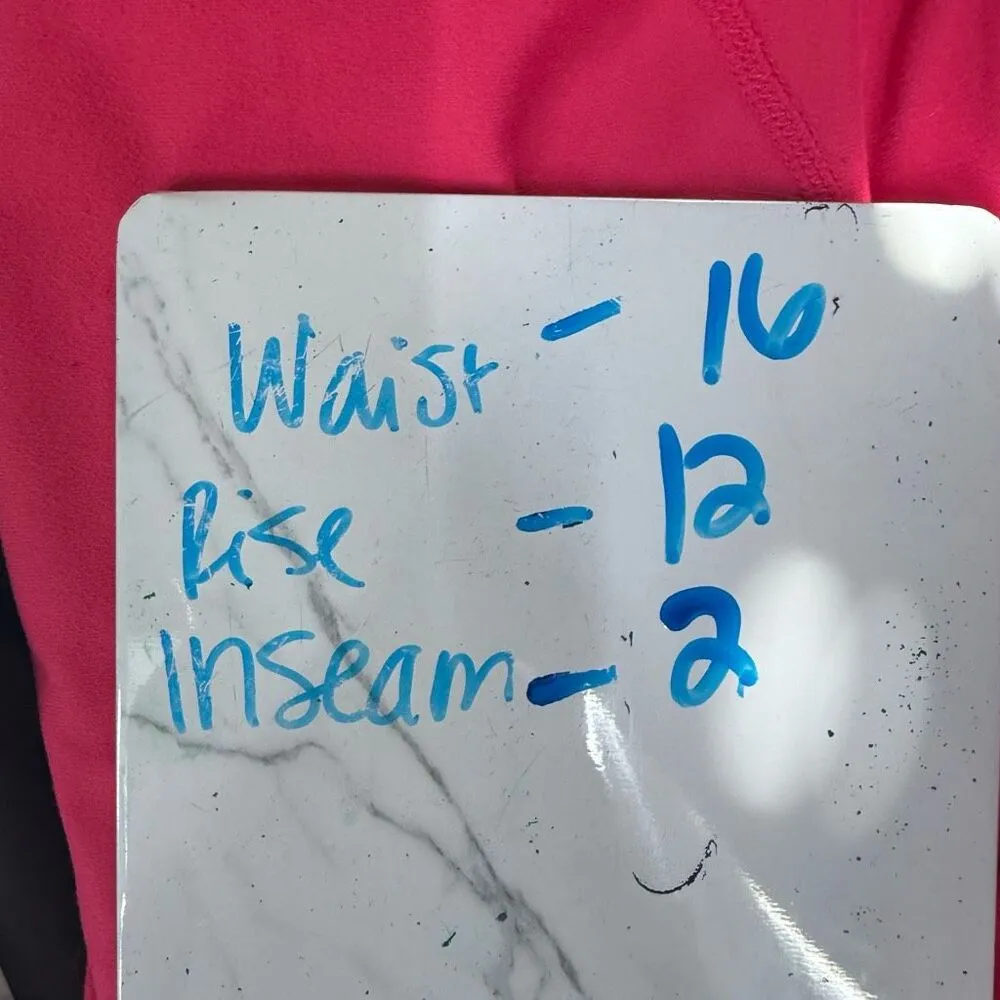 Waist - 16
Rise - 12
Inseam - 2